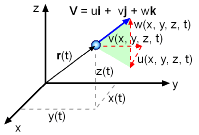 z
V = ui + vj + wk
w(x, y, z, t)
v(x, y, z, t)
r(t)
u(x, y, z, t)
z(t)
y
x(t)
y(t)
x